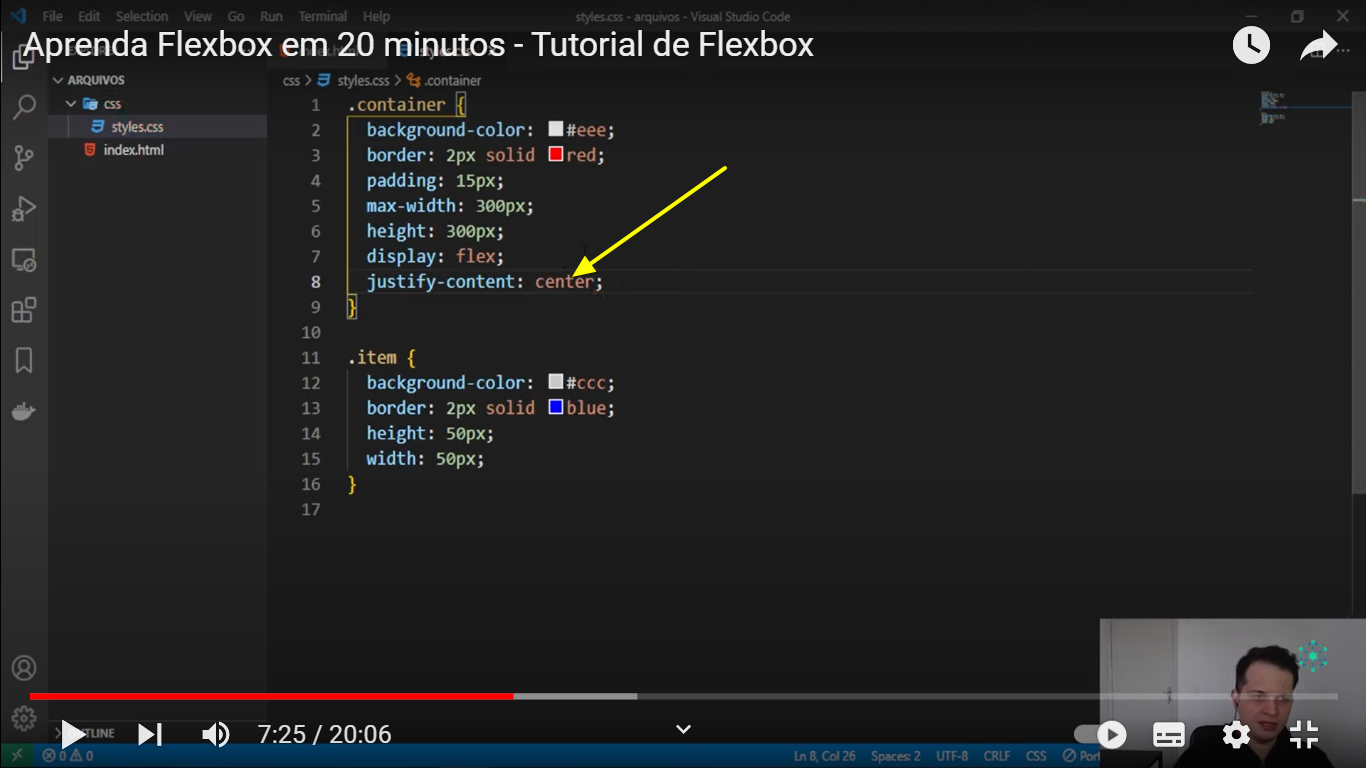 File Edit Selection View Go Run Terminal Help styles.css - arquivos - Visual Studio Code
Aprenda Flexbox em 20 minutos - Tutorial de Flexbox
ARQUIVOS
css
styles.css
index.html
css > styles.css > .container
1 .container {
2 background-color: #eee;
3 border: 2px solid red;
4 padding: 15px;
5 max-width: 300px;
6 height: 300px;
7 display: flex;
8 justify-content: center;
9 }
10
11 .item {
12 background-color: #ccc;
13 border: 2px solid blue;
14 height: 50px;
15 width: 50px;
16 }
17
OUTLINE
7:25 / 20:06
0 0 Ln 8, Col 26 Spaces: 2 UTF-8 CRLF CSS